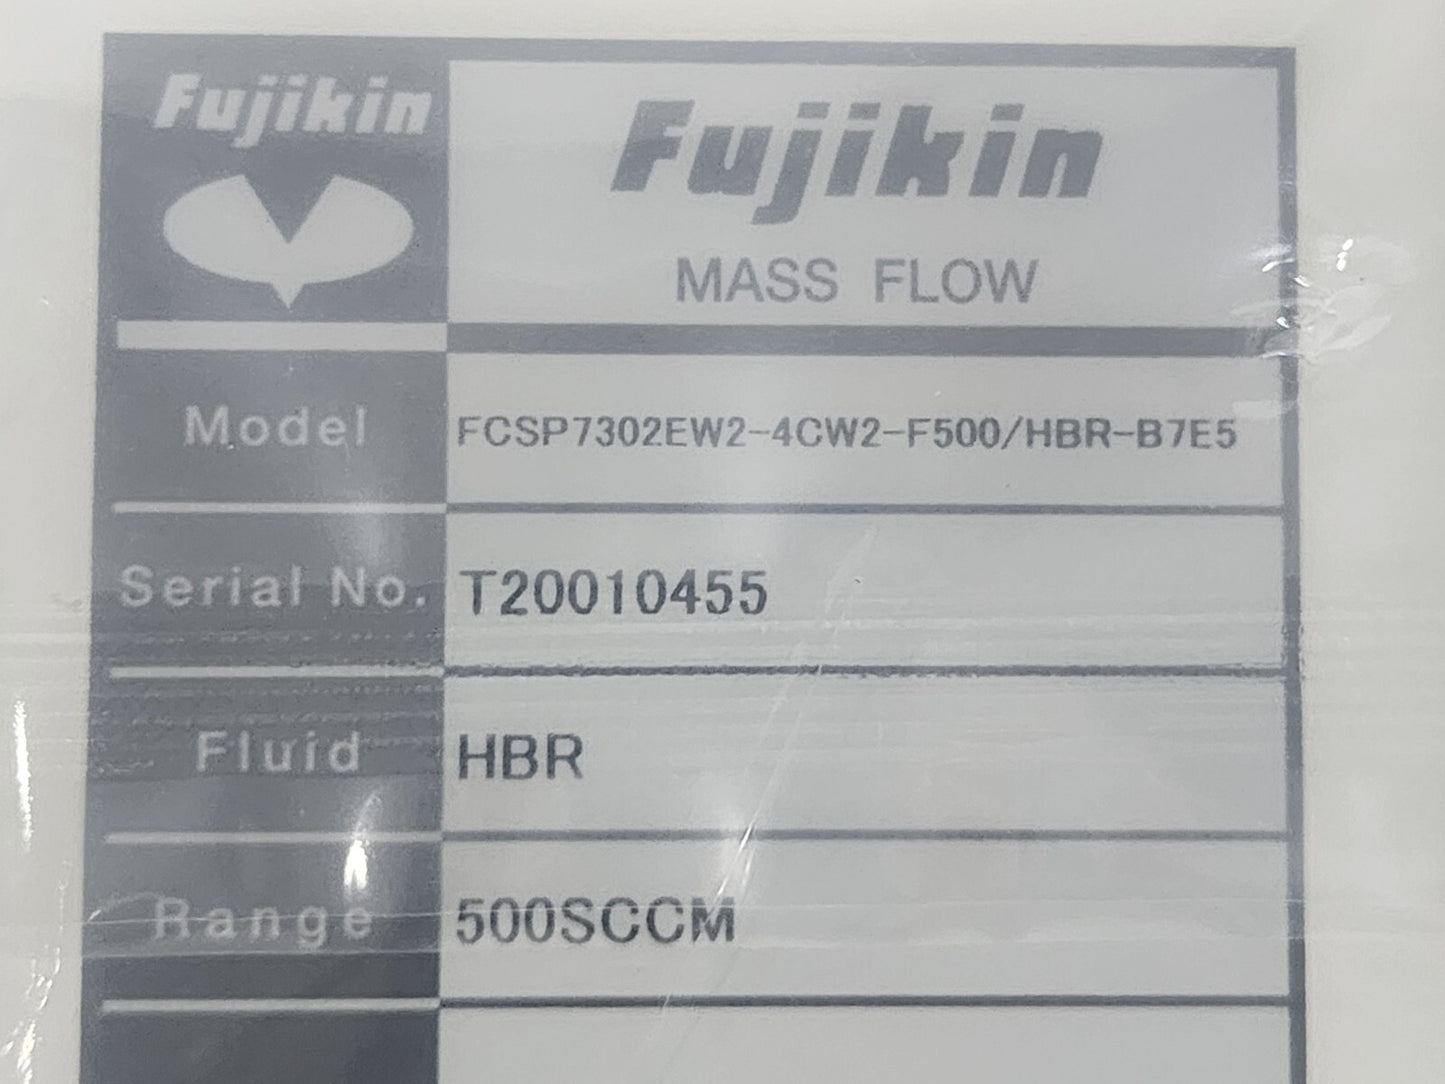 Fujikin
Fujikin
MASS FLOW
Model FCSP7302EW2-4CW2-F500/HBR-B7E5
Serial No. T20010455
Fluid HBR
Range 500SCCM